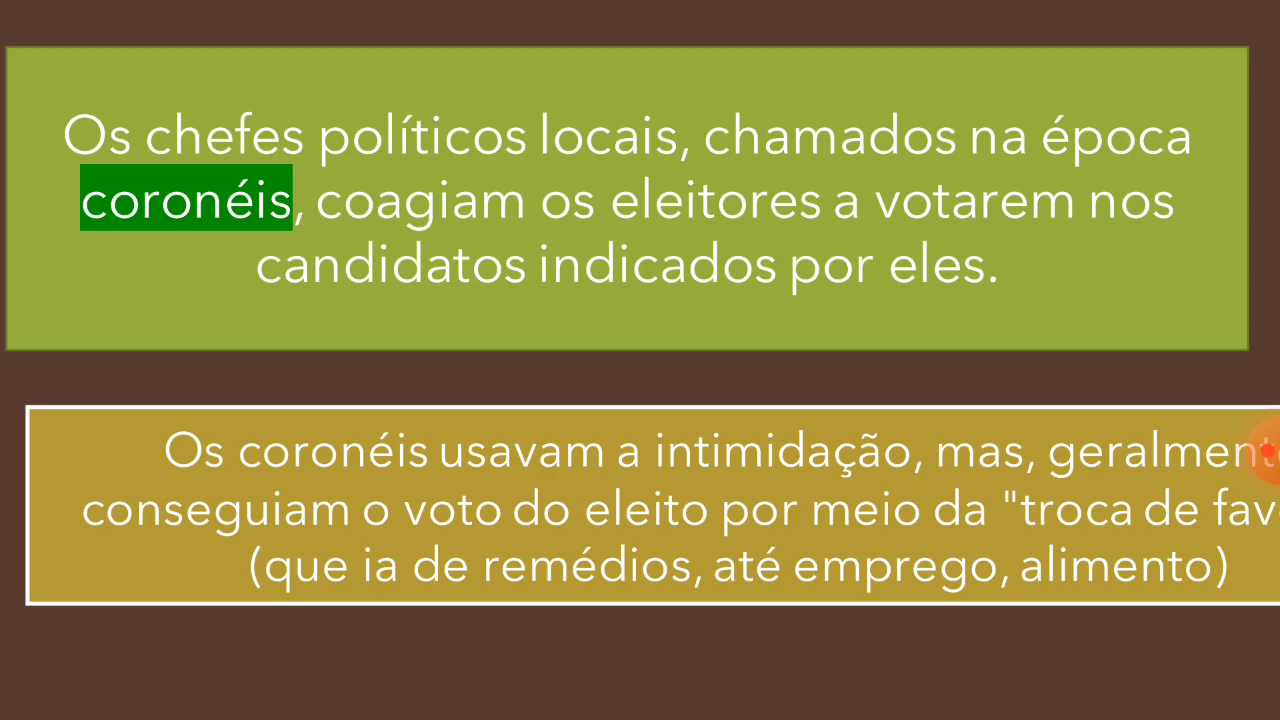 Os chefes políticos locais, chamados na época
coronéis, coagiam os eleitores a votarem nos
candidatos indicados por eles.
Os coronéis usavam a intimidação, mas, geralment
conseguiam o voto do eleito por meio da "troca de
(que ia de remédios, até emprego, alimento)